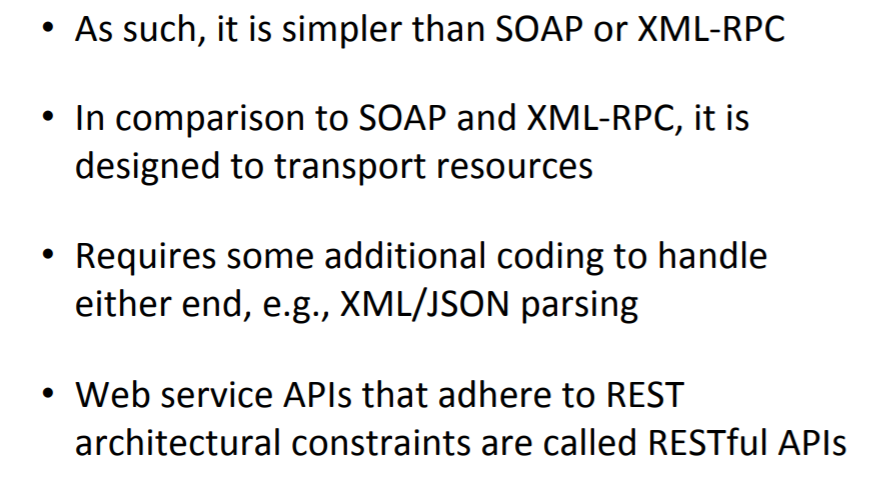 • As such, it is simpler than SOAP or XML-RPC
• In comparison to SOAP and XML-RPC, it is
designed to transport resources
• Requires some additional coding to handle
either end, e.g., XML/JSON parsing
• Web service APIs that adhere to REST
architectural constraints are called RESTful APIs